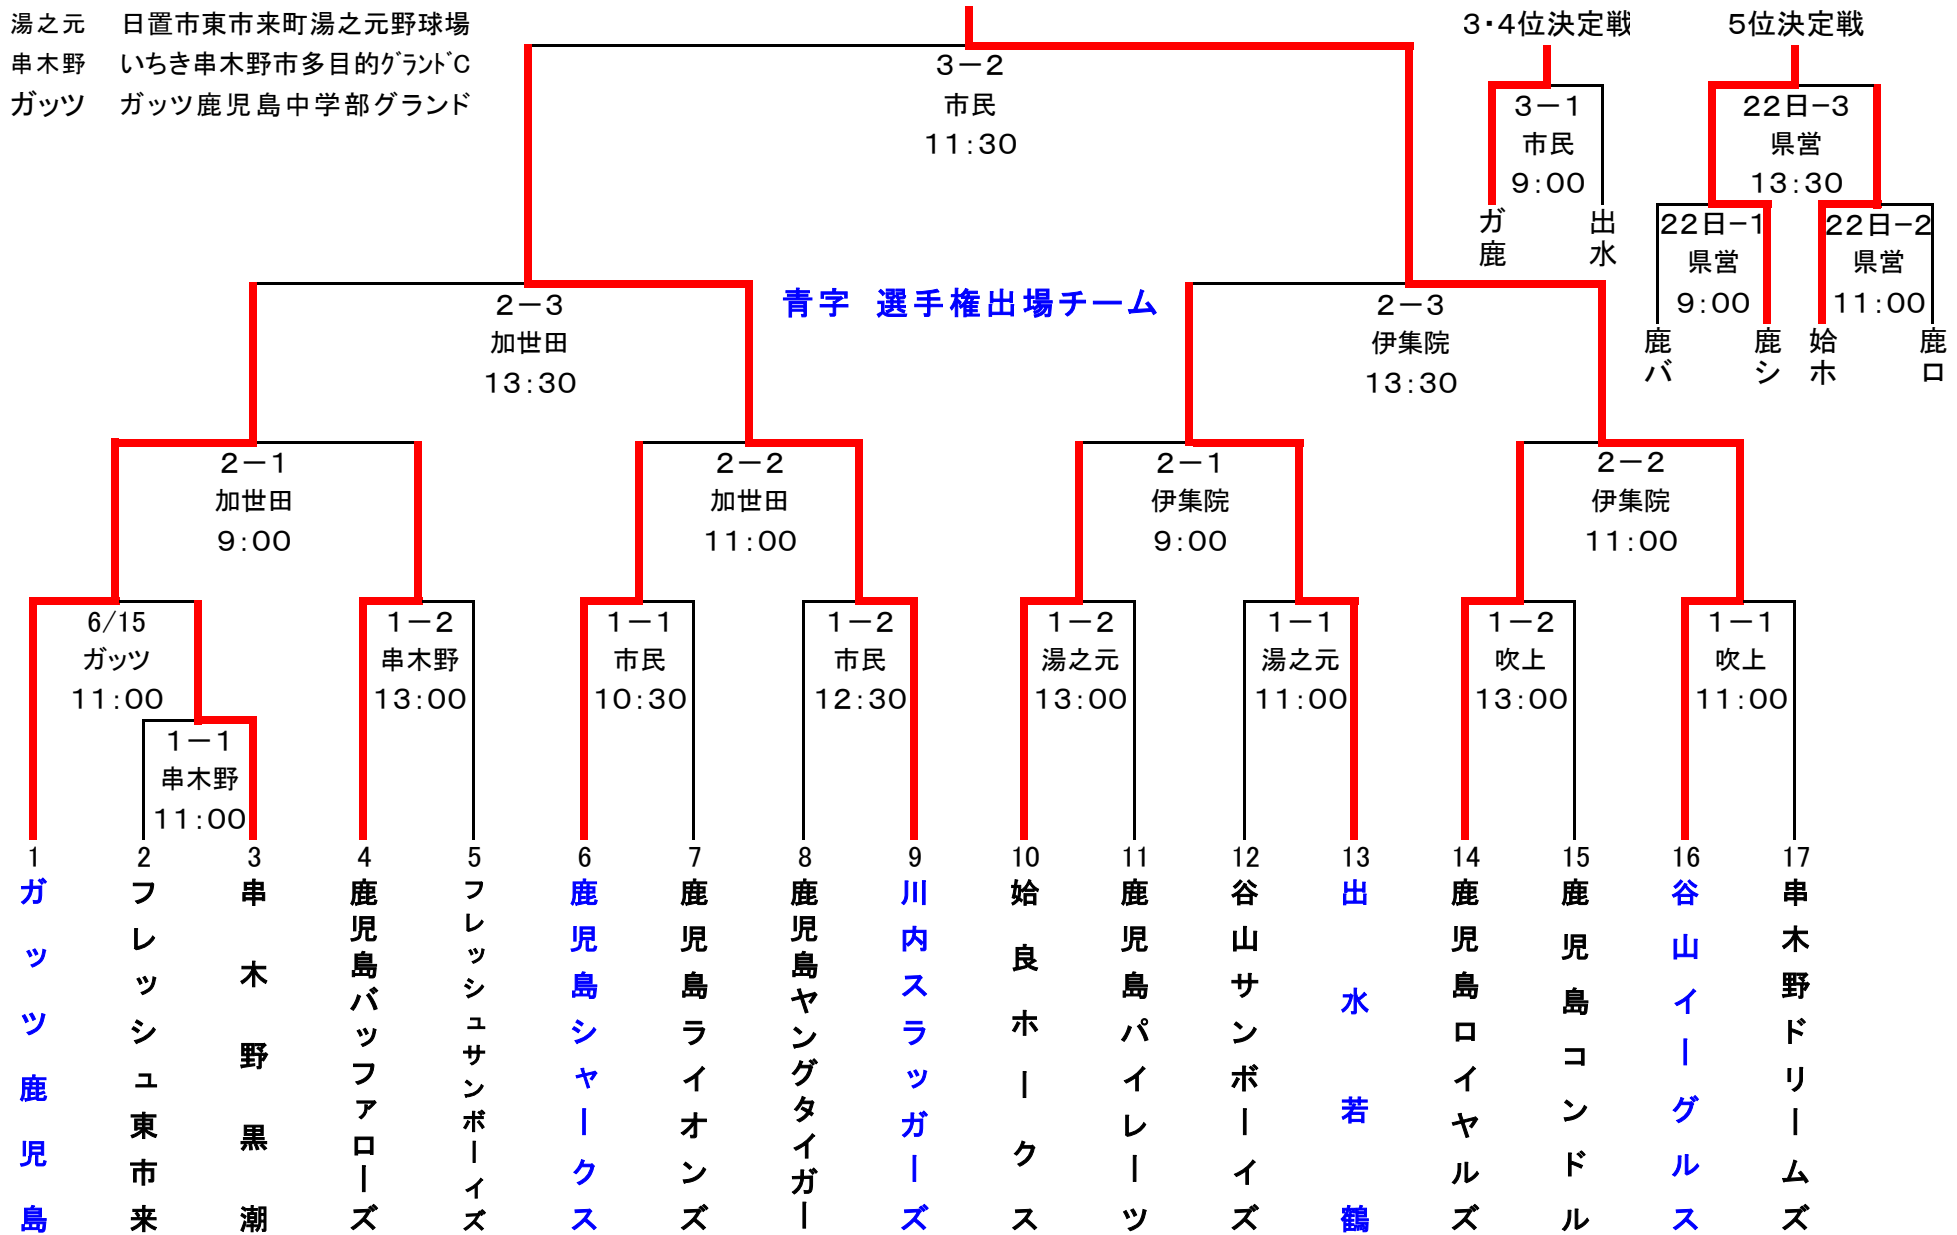 湯之元 日置市東市来町湯之元野球場
串木野 いちき串木野市多目的ｸﾞﾗﾝﾄﾞC
ガッツ ガッツ鹿児島中学部グランド
3－2
市民
11:30
3・4位決定戦
3－1
市民
9:00
ガ鹿
出水
5位決定戦
22日−3
県営
13:30
22日−1
県営
9:00
22日−2
県営
11:00
鹿バ
鹿シ
姶ホ
鹿ロ
青字 選手権出場チーム
2－3
加世田
13:30
2－3
伊集院
13:30
2－1
加世田
9:00
2－2
加世田
11:00
2－1
伊集院
9:00
2－2
伊集院
11:00
6/15
ガッツ
11:00
1－2
串木野
13:00
1－1
市民
10:30
1－2
市民
12:30
1－2
湯之元
13:00
1－1
湯之元
11:00
1－2
吹上
13:00
1－1
吹上
11:00
1－1
串木野
11:00
1
ガッツ鹿児島
2
フレッシュ東市来
3
串木野黒潮
4
鹿児島バッファローズ
5
フレッシュサンボーイズ
6
鹿児島シャークス
7
鹿児島ライオンズ
8
鹿児島ヤングタイガー
9
川内スラッガーズ
10
姶良ホークス
11
鹿児島パイレーツ
12
谷山サンボーイズ
13
出水若鶴
14
鹿児島ロイヤルズ
15
鹿児島コンドル
16
谷山イーグルス
17
串木野ドリームズ